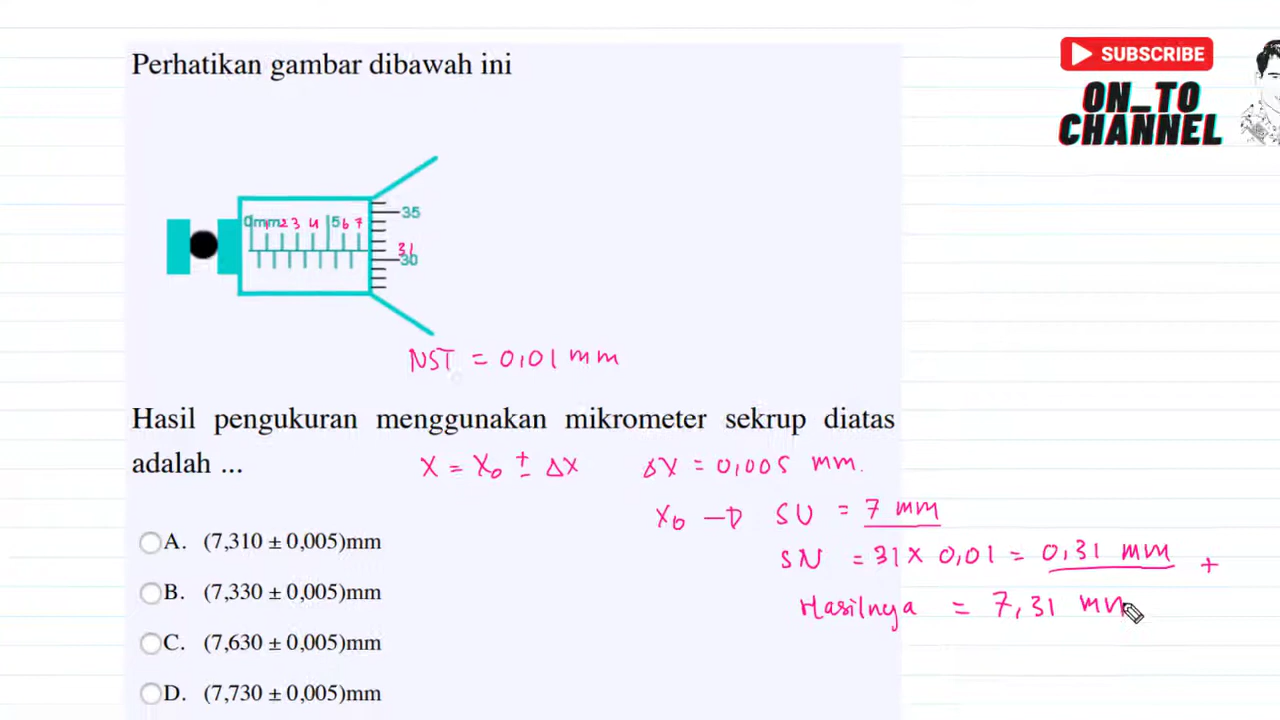 Perhatikan gambar dibawah ini
SUBSCRIBE
ON_TO
CHANNEL
0mm 1 2 3 4 5 6 7
35
31
30
NST = 0,01 mm
Hasil pengukuran menggunakan mikrometer sekrup diatas
adalah ... X = X₀ ± ΔX ΔX = 0,005 mm.
X₀ → SU = 7 mm
SN = 31 × 0,01 = 0,31 mm +
Hasilnya = 7,31 mm
A. (7,310 ± 0,005)mm
B. (7,330 ± 0,005)mm
C. (7,630 ± 0,005)mm
D. (7,730 ± 0,005)mm